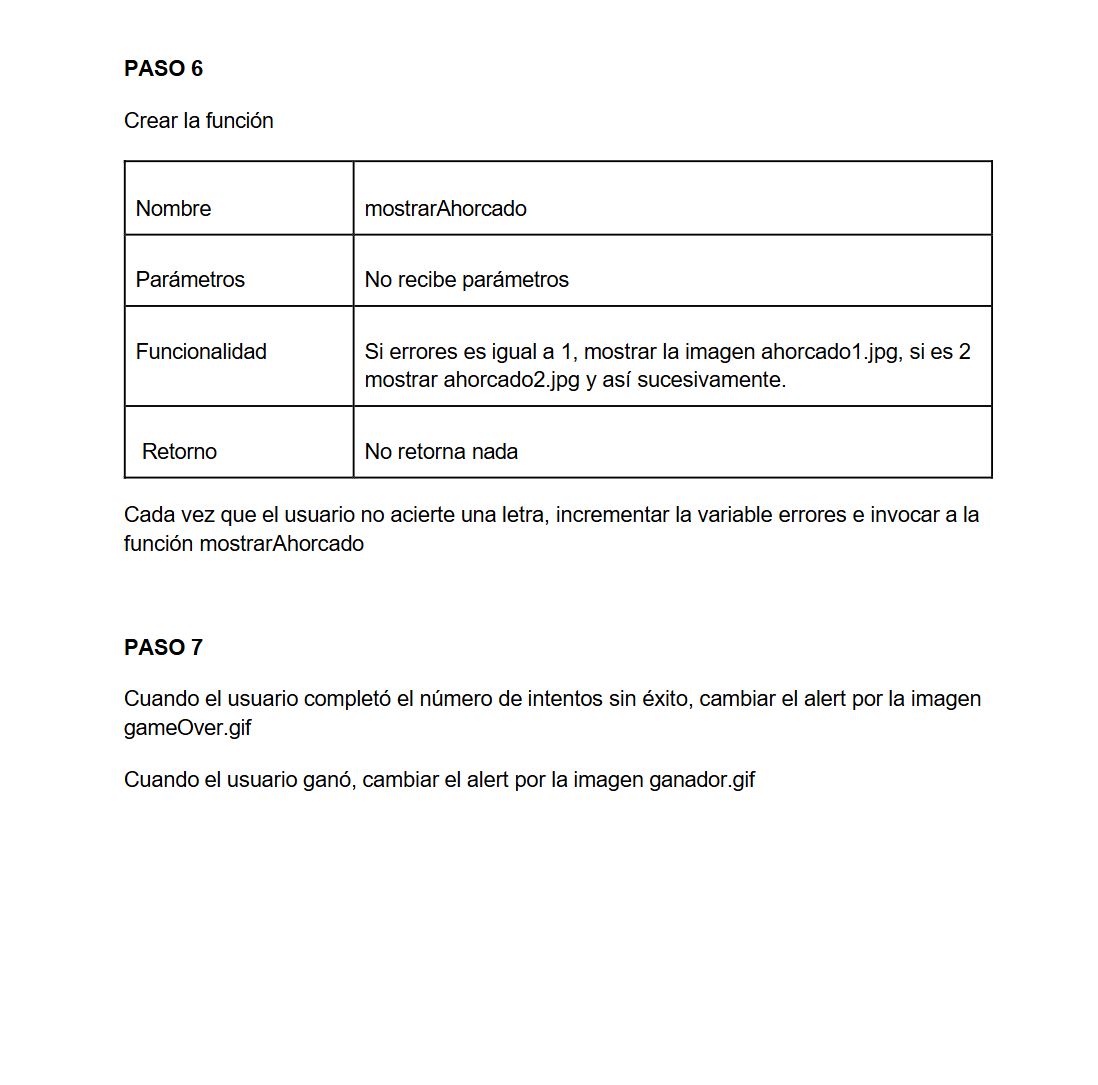 PASO 6
Crear la función
Nombre mostrarAhorcado
Parámetros No recibe parámetros
Funcionalidad Si errores es igual a 1, mostrar la imagen ahorcado1.jpg, si es 2
mostrar ahorcado2.jpg y así sucesivamente.
Retorno No retorna nada
Cada vez que el usuario no acierte una letra, incrementar la variable errores e invocar a la
función mostrarAhorcado
PASO 7
Cuando el usuario completó el número de intentos sin éxito, cambiar el alert por la imagen
gameOver.gif
Cuando el usuario ganó, cambiar el alert por la imagen ganador.gif